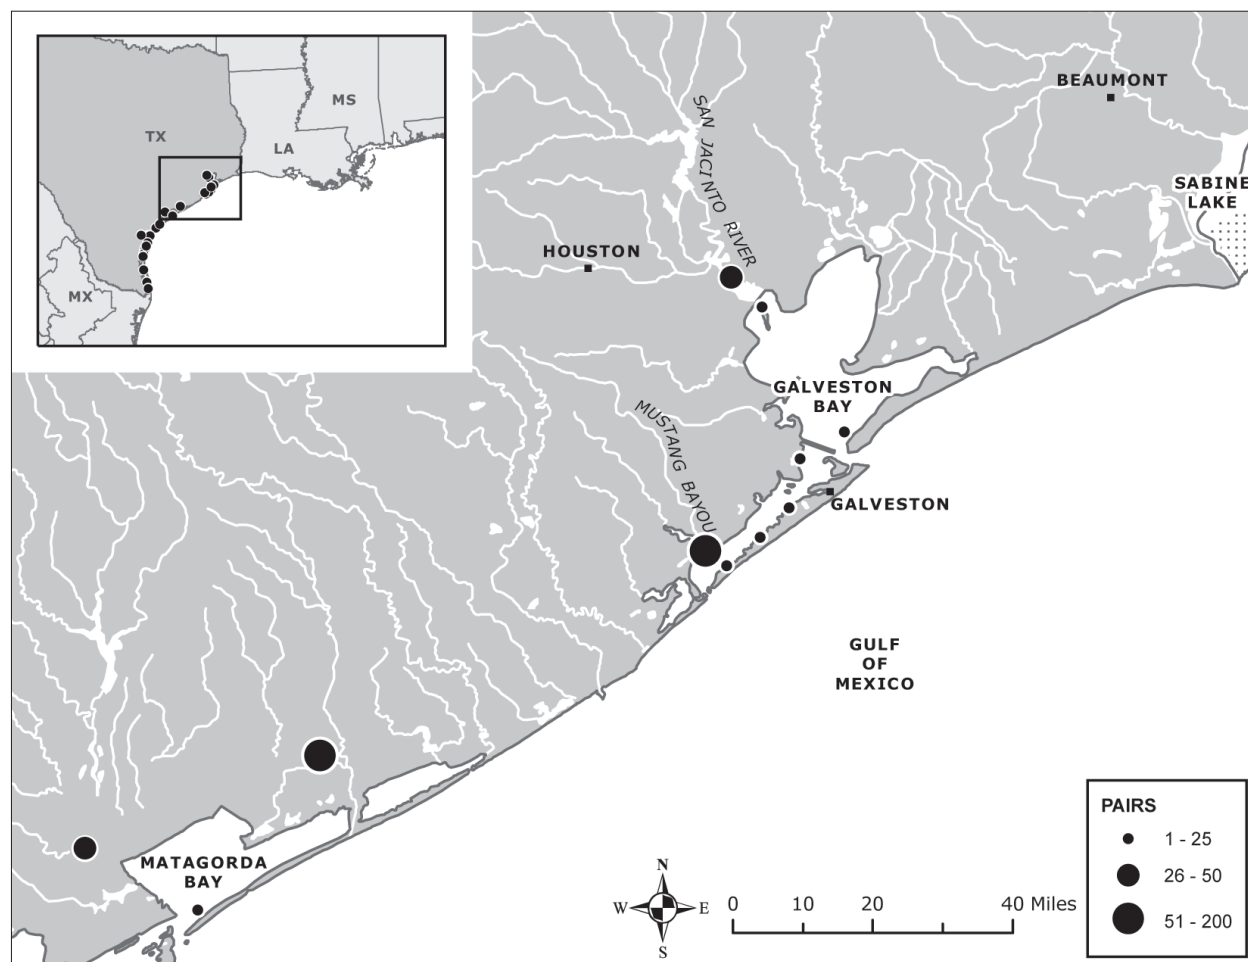 TX
LA
MS
MX
BEAUMONT
SABINE
LAKE
SAN JACINTO RIVER
HOUSTON
GALVESTON
BAY
MUSTANG BAYOU
GALVESTON
GULF
OF
MEXICO
MATAGORDA
BAY
N
W
E
S
0 10 20 40 Miles
PAIRS
1 - 25
26 - 50
51 - 200